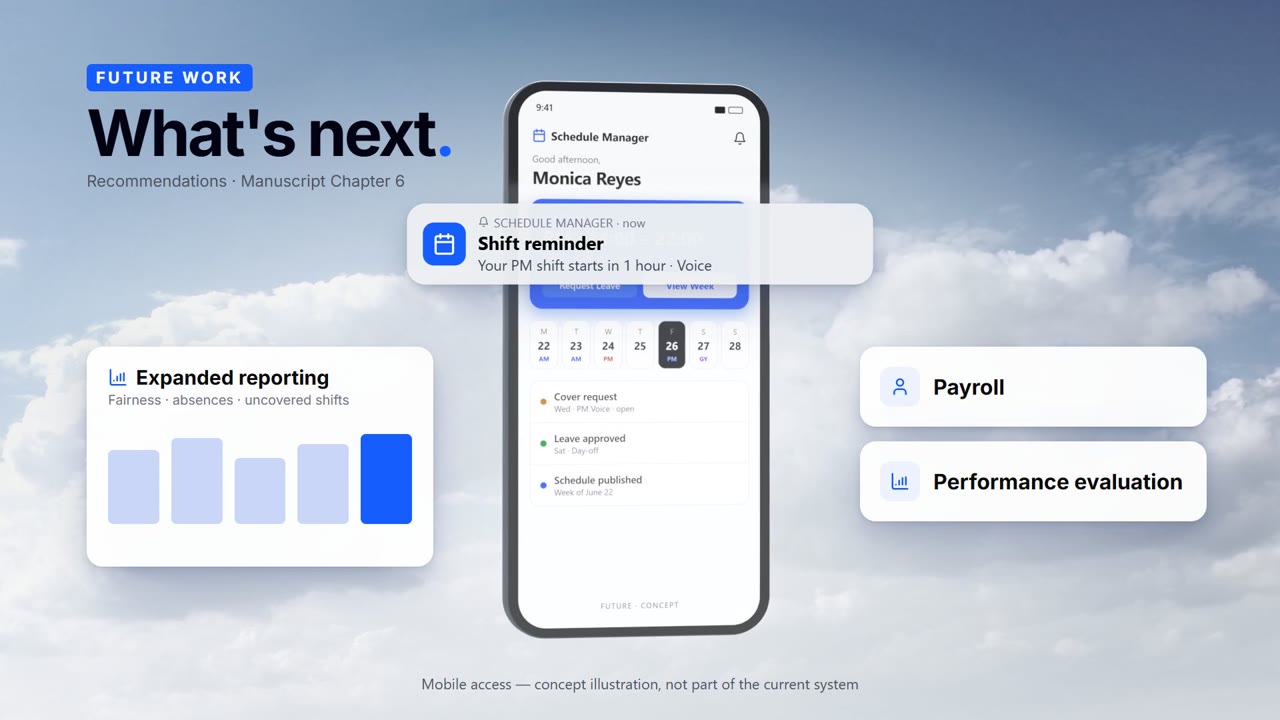 FUTURE WORK
What's next.
Recommendations · Manuscript Chapter 6
9:41
Schedule Manager
Good afternoon,
Monica Reyes
SCHEDULE MANAGER · now
Shift reminder
Your PM shift starts in 1 hour · Voice
Request Leave
View Week
M T W T F S S
22 23 24 25 26 27 28
AM AM PM PM GY
Cover request
Wed · PM Voice · open
Leave approved
Sat · Day-off
Schedule published
Week of June 22
FUTURE · CONCEPT
Expanded reporting
Fairness · absences · uncovered shifts
Payroll
Performance evaluation
Mobile access — concept illustration, not part of the current system